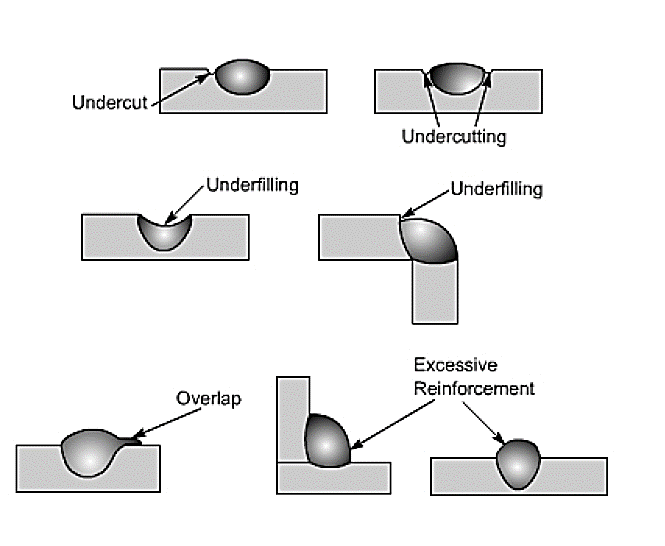 Undercut
Undercutting
Underfilling
Underfilling
Overlap
Excessive
Reinforcement